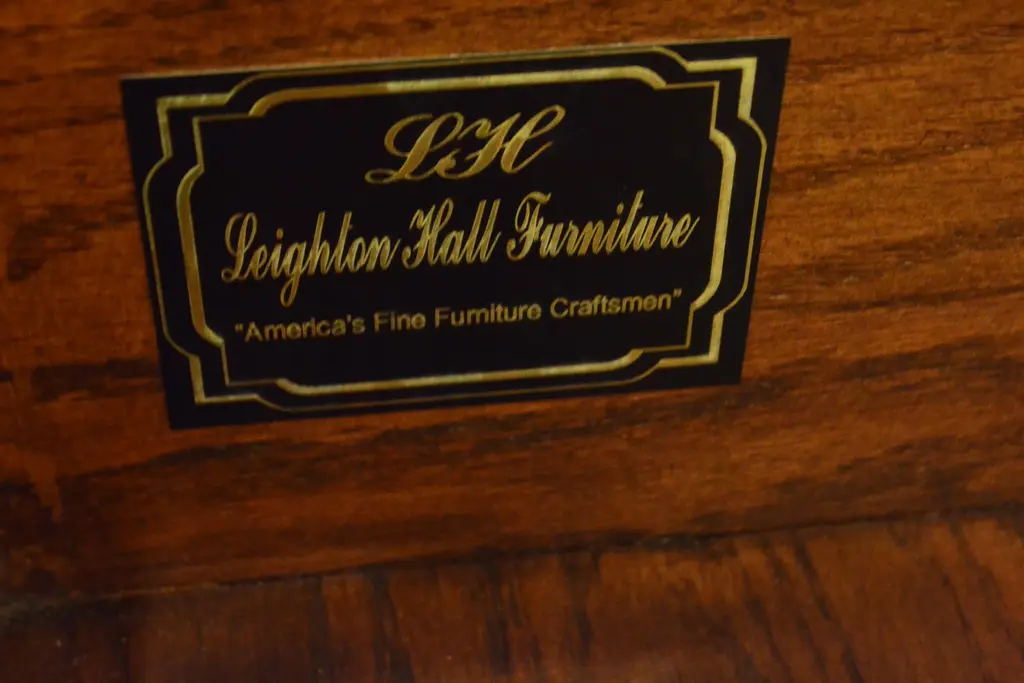 LH
Leighton Hall Furniture
"America's Fine Furniture Craftsmen"